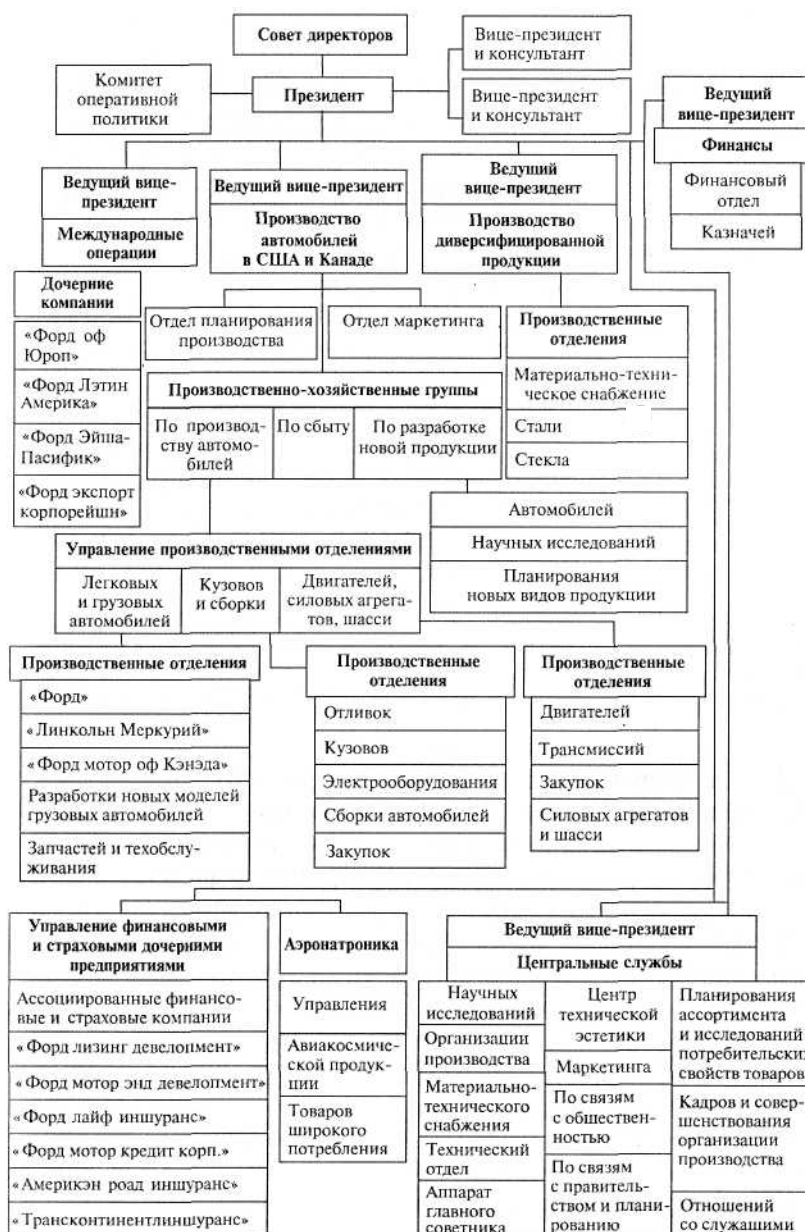 Совет директоров
Вице-президент
и консультант
Комитет
оперативной
политики
Президент
Вице-президент
и консультант
Ведущий
вице-президент
Финансы
Финансовый
отдел
Казначей
Ведущий вице-
президент
Международные
операции
Ведущий вице-президент
Производство
автомобилей
в США и Канаде
Ведущий
вице-президент
Производство
диверсифицированной
продукции
Дочерние
компании
«Форд оф
Юроп»
«Форд Лэтин
Америка»
«Форд Эйша-
Пасифик»
«Форд экспорт
корпорейшн»
Отдел планирования
производства
Отдел маркетинга
Производственные
отделения
Материально-техни-
ческое снабжение
Стали
Стекла
Производственно-хозяйственные группы
По производ-
ству автомо-
билей
По сбыту
По разработке
новой продукции
Автомобилей
Научных исследований
Планирования
новых видов продукции
Управление производственными отделениями
Легковых
и грузовых
автомобилей
Кузовов
и сборки
Двигателей,
силовых агрега-
тов, шасси
Производственные отделения
«Форд»
«Линкольн Меркурий»
«Форд мотор оф Кэнэда»
Разработки новых моделей
грузовых автомобилей
Запчастей и техобслу-
живания
Производственные
отделения
Отливок
Кузовов
Электрооборудования
Сборки автомобилей
Закупок
Производственные
отделения
Двигателей
Трансмиссий
Закупок
Силовых агрегатов
и шасси
Управление финансовыми
и страховыми дочерними
предприятиями
Ассоциированные финансо-
вые и страховые компании
«Форд лизинг девелопмент»
«Форд мотор энд девелопмент»
«Форд лайф иншуранс»
«Форд мотор кредит корп.»
«Америкэн роад иншуранс»
«Трансконтинентлиншуранс»
Аэронатроника
Управления
Авиакосмиче-
ской продук-
ции
Товаров
широкого
потребления
Ведущий вице-президент
Центральные службы
Научных
исследований
Организации
производства
Материально-
технического
снабжения
Технический
отдел
Аппарат
главного
советника
Центр
технической
эстетики
Маркетинга
По связям
с обществен-
ностью
По связям
с правитель-
ством и плани-
рованию
Планирования
ассортимента
и исследований
потребительских
свойств товаров
Кадров и совер-
шенствования
организации
производства
Отношений
со служащими